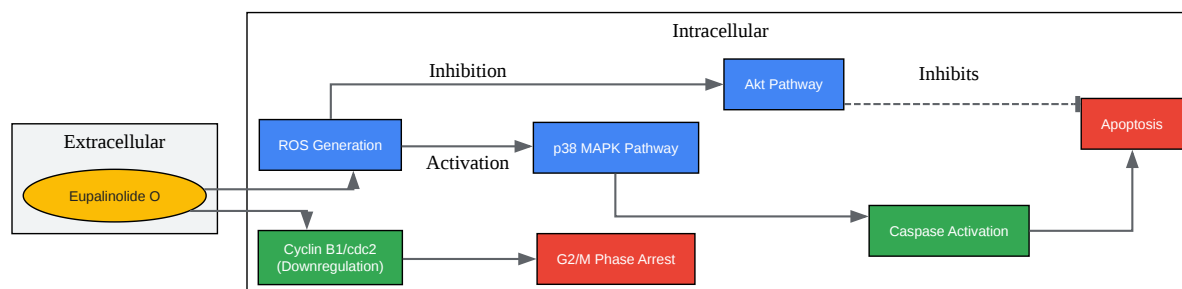 Intracellular
Inhibition
Akt Pathway
Inhibits
Extracellular
ROS Generation
Activation
p38 MAPK Pathway
Apoptosis
Eupalinolide O
Cyclin B1/cdc2
(Downregulation)
G2/M Phase Arrest
Caspase Activation